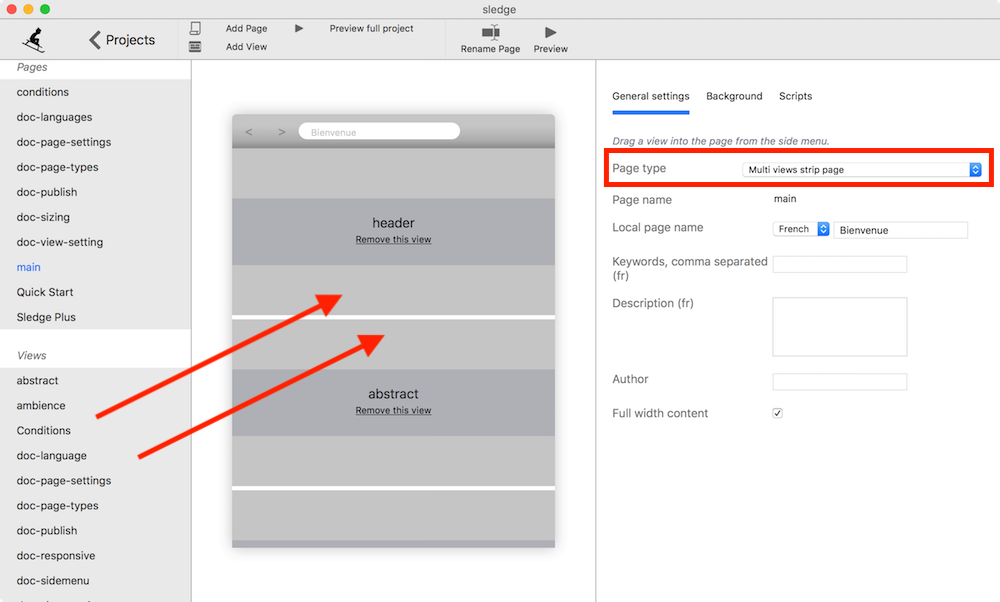 sledge
Projects
Add Page
Add View
Preview full project
Rename Page
Preview
Pages
conditions
doc-languages
doc-page-settings
doc-page-types
doc-publish
doc-sizing
doc-view-setting
main
Quick Start
Sledge Plus
Views
abstract
ambience
Conditions
doc-language
doc-page-settings
doc-page-types
doc-publish
doc-responsive
doc-sidemenu
< > Bienvenue
header
Remove this view
abstract
Remove this view
General settings Background Scripts
Drag a view into the page from the side menu.
Page type Multi views strip page
Page name main
Local page name French Bienvenue
Keywords, comma separated
(fr)
Description (fr)
Author
Full width content